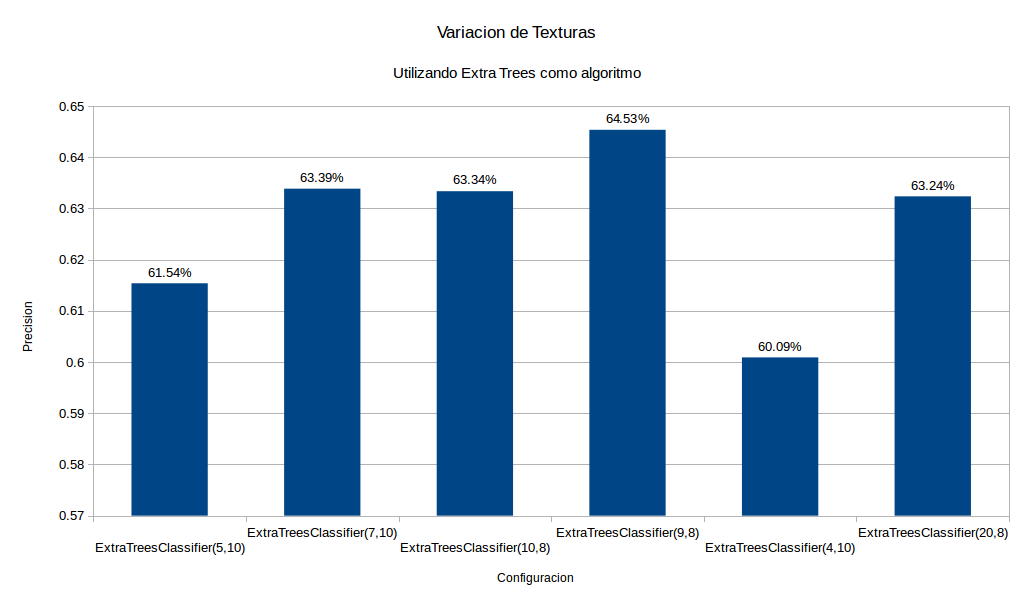 Variacion de Texturas
Utilizando Extra Trees como algoritmo
0.65
0.64
0.63
0.62
0.61
0.6
0.59
0.58
0.57
Precision
61.54%
63.39%
63.34%
64.53%
60.09%
63.24%
ExtraTreesClassifier(5,10)
ExtraTreesClassifier(7,10)
ExtraTreesClassifier(10,8)
ExtraTreesClassifier(9,8)
ExtraTreesClassifier(4,10)
ExtraTreesClassifier(20,8)
Configuracion